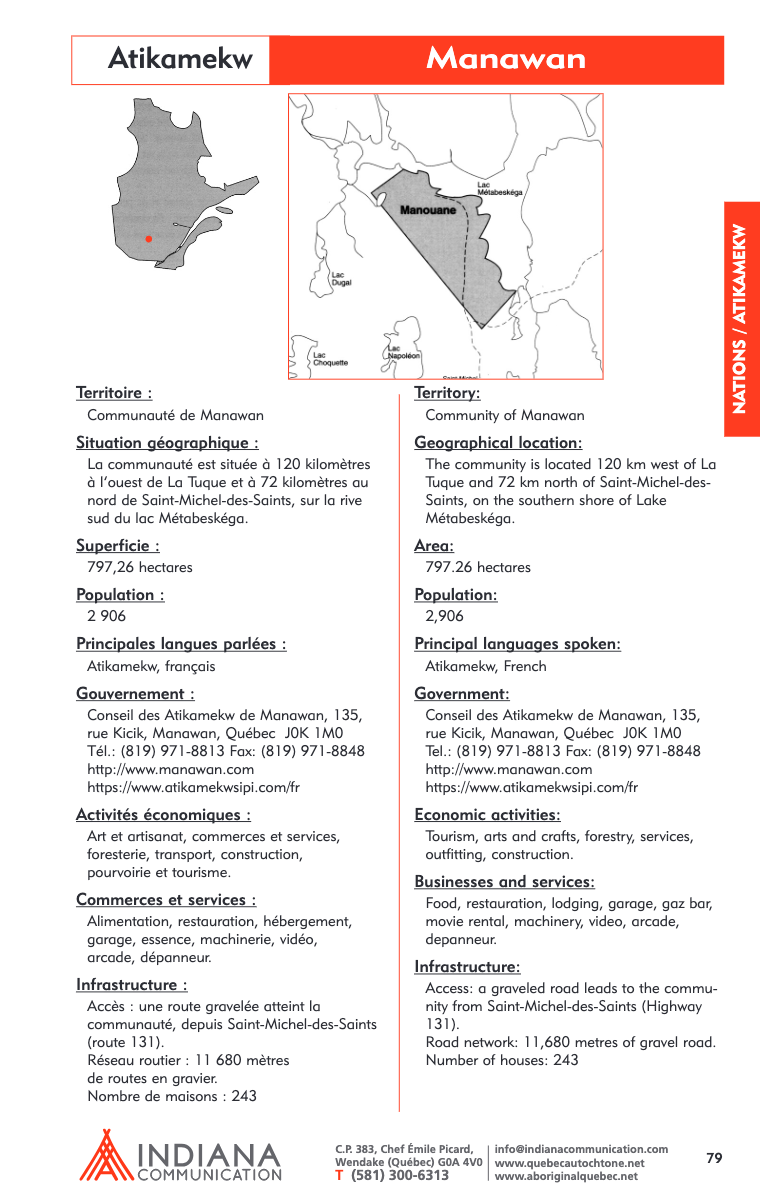 Atikamekw
Manawan
Lac
Métabeskéga
Manouane
Lac
Dugal
Lac
Choquette
Lac
Napoléon
Saint-Michel
NATIONS / ATIKAMEKW
Territoire :
Communauté de Manawan
Situation géographique :
La communauté est située à 120 kilomètres
à l'ouest de La Tuque et à 72 kilomètres au
nord de Saint-Michel-des-Saints, sur la rive
sud du lac Métabeskéga.
Superficie :
797,26 hectares
Population :
2 906
Principales langues parlées :
Atikamekw, français
Gouvernement :
Conseil des Atikamekw de Manawan, 135,
rue Kicik, Manawan, Québec  J0K 1M0
Tél.: (819) 971-8813 Fax: (819) 971-8848
http://www.manawan.com
https://www.atikamekwsipi.com/fr
Activités économiques :
Art et artisanat, commerces et services,
foresterie, transport, construction,
pourvoirie et tourisme.
Commerces et services :
Alimentation, restauration, hébergement,
garage, essence, machinerie, vidéo,
arcade, dépanneur.
Infrastructure :
Accès : une route gravelée atteint la
communauté, depuis Saint-Michel-des-Saints
(route 131).
Réseau routier : 11 680 mètres
de routes en gravier.
Nombre de maisons : 243
Territory:
Community of Manawan
Geographical location:
The community is located 120 km west of La
Tuque and 72 km north of Saint-Michel-des-
Saints, on the southern shore of Lake
Métabeskéga.
Area:
797.26 hectares
Population:
2,906
Principal languages spoken:
Atikamekw, French
Government:
Conseil des Atikamekw de Manawan, 135,
rue Kicik, Manawan, Québec  J0K 1M0
Tel.: (819) 971-8813 Fax: (819) 971-8848
http://www.manawan.com
https://www.atikamekwsipi.com/fr
Economic activities:
Tourism, arts and crafts, forestry, services,
outfitting, construction.
Businesses and services:
Food, restauration, lodging, garage, gaz bar,
movie rental, machinery, video, arcade,
depanneur.
Infrastructure:
Access: a graveled road leads to the commu-
nity from Saint-Michel-des-Saints (Highway
131).
Road network: 11,680 metres of gravel road.
Number of houses: 243
INDIANA
COMMUNICATION
C.P. 383, Chef Émile Picard,
Wendake (Québec) G0A 4V0
T (581) 300-6313
info@indianacommunication.com
www.quebecautochtone.net
www.aboriginalquebec.net
79